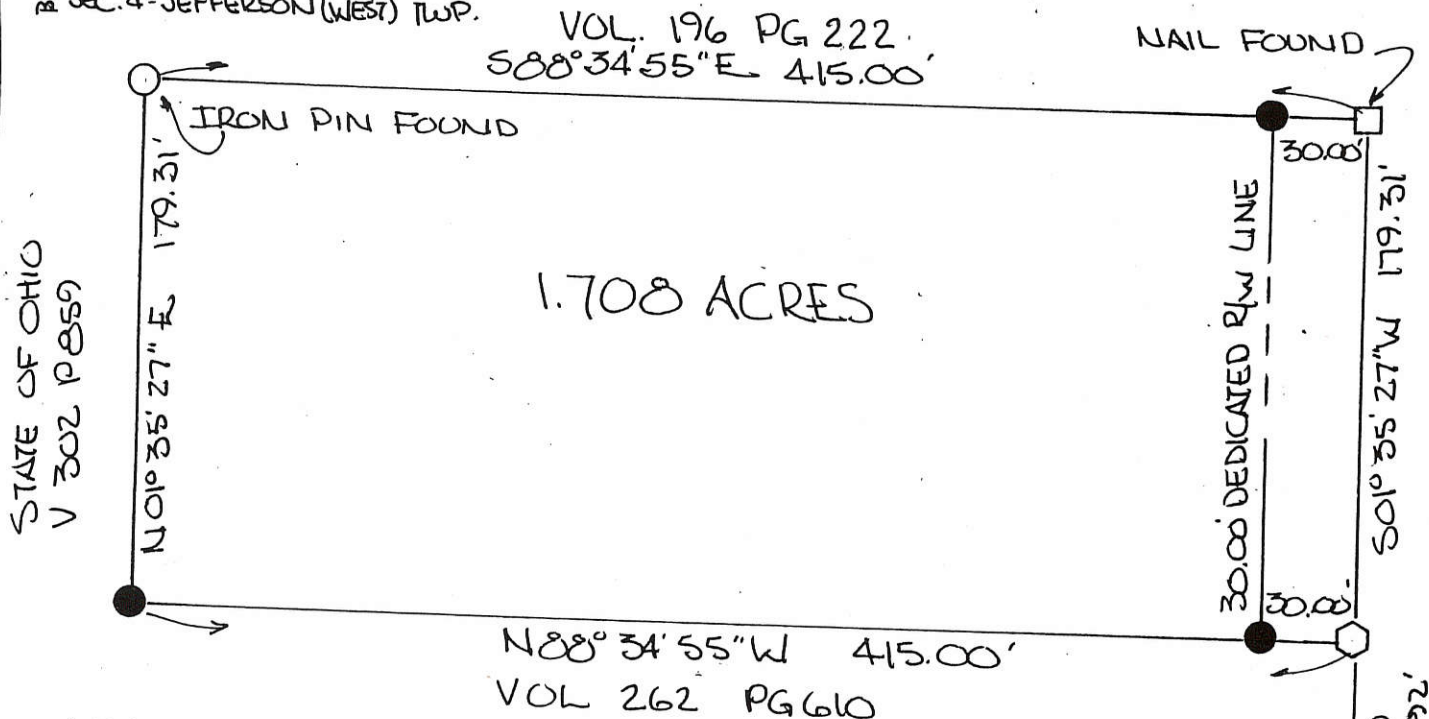 SEC. 4 - JEFFERSON (WEST) TWP.
VOL. 196 PG 222.
S88°34'55"E 415.00'
NAIL FOUND
IRON PIN FOUND
30.00'
STATE OF OHIO
V 302 P859
N01°35'27"E 179.31'
1.708 ACRES
30.00' DEDICATED R/W LINE
S01°35'27"W 179.31'
30.00'
N88°34'55"W 415.00'
VOL 262 PG 610